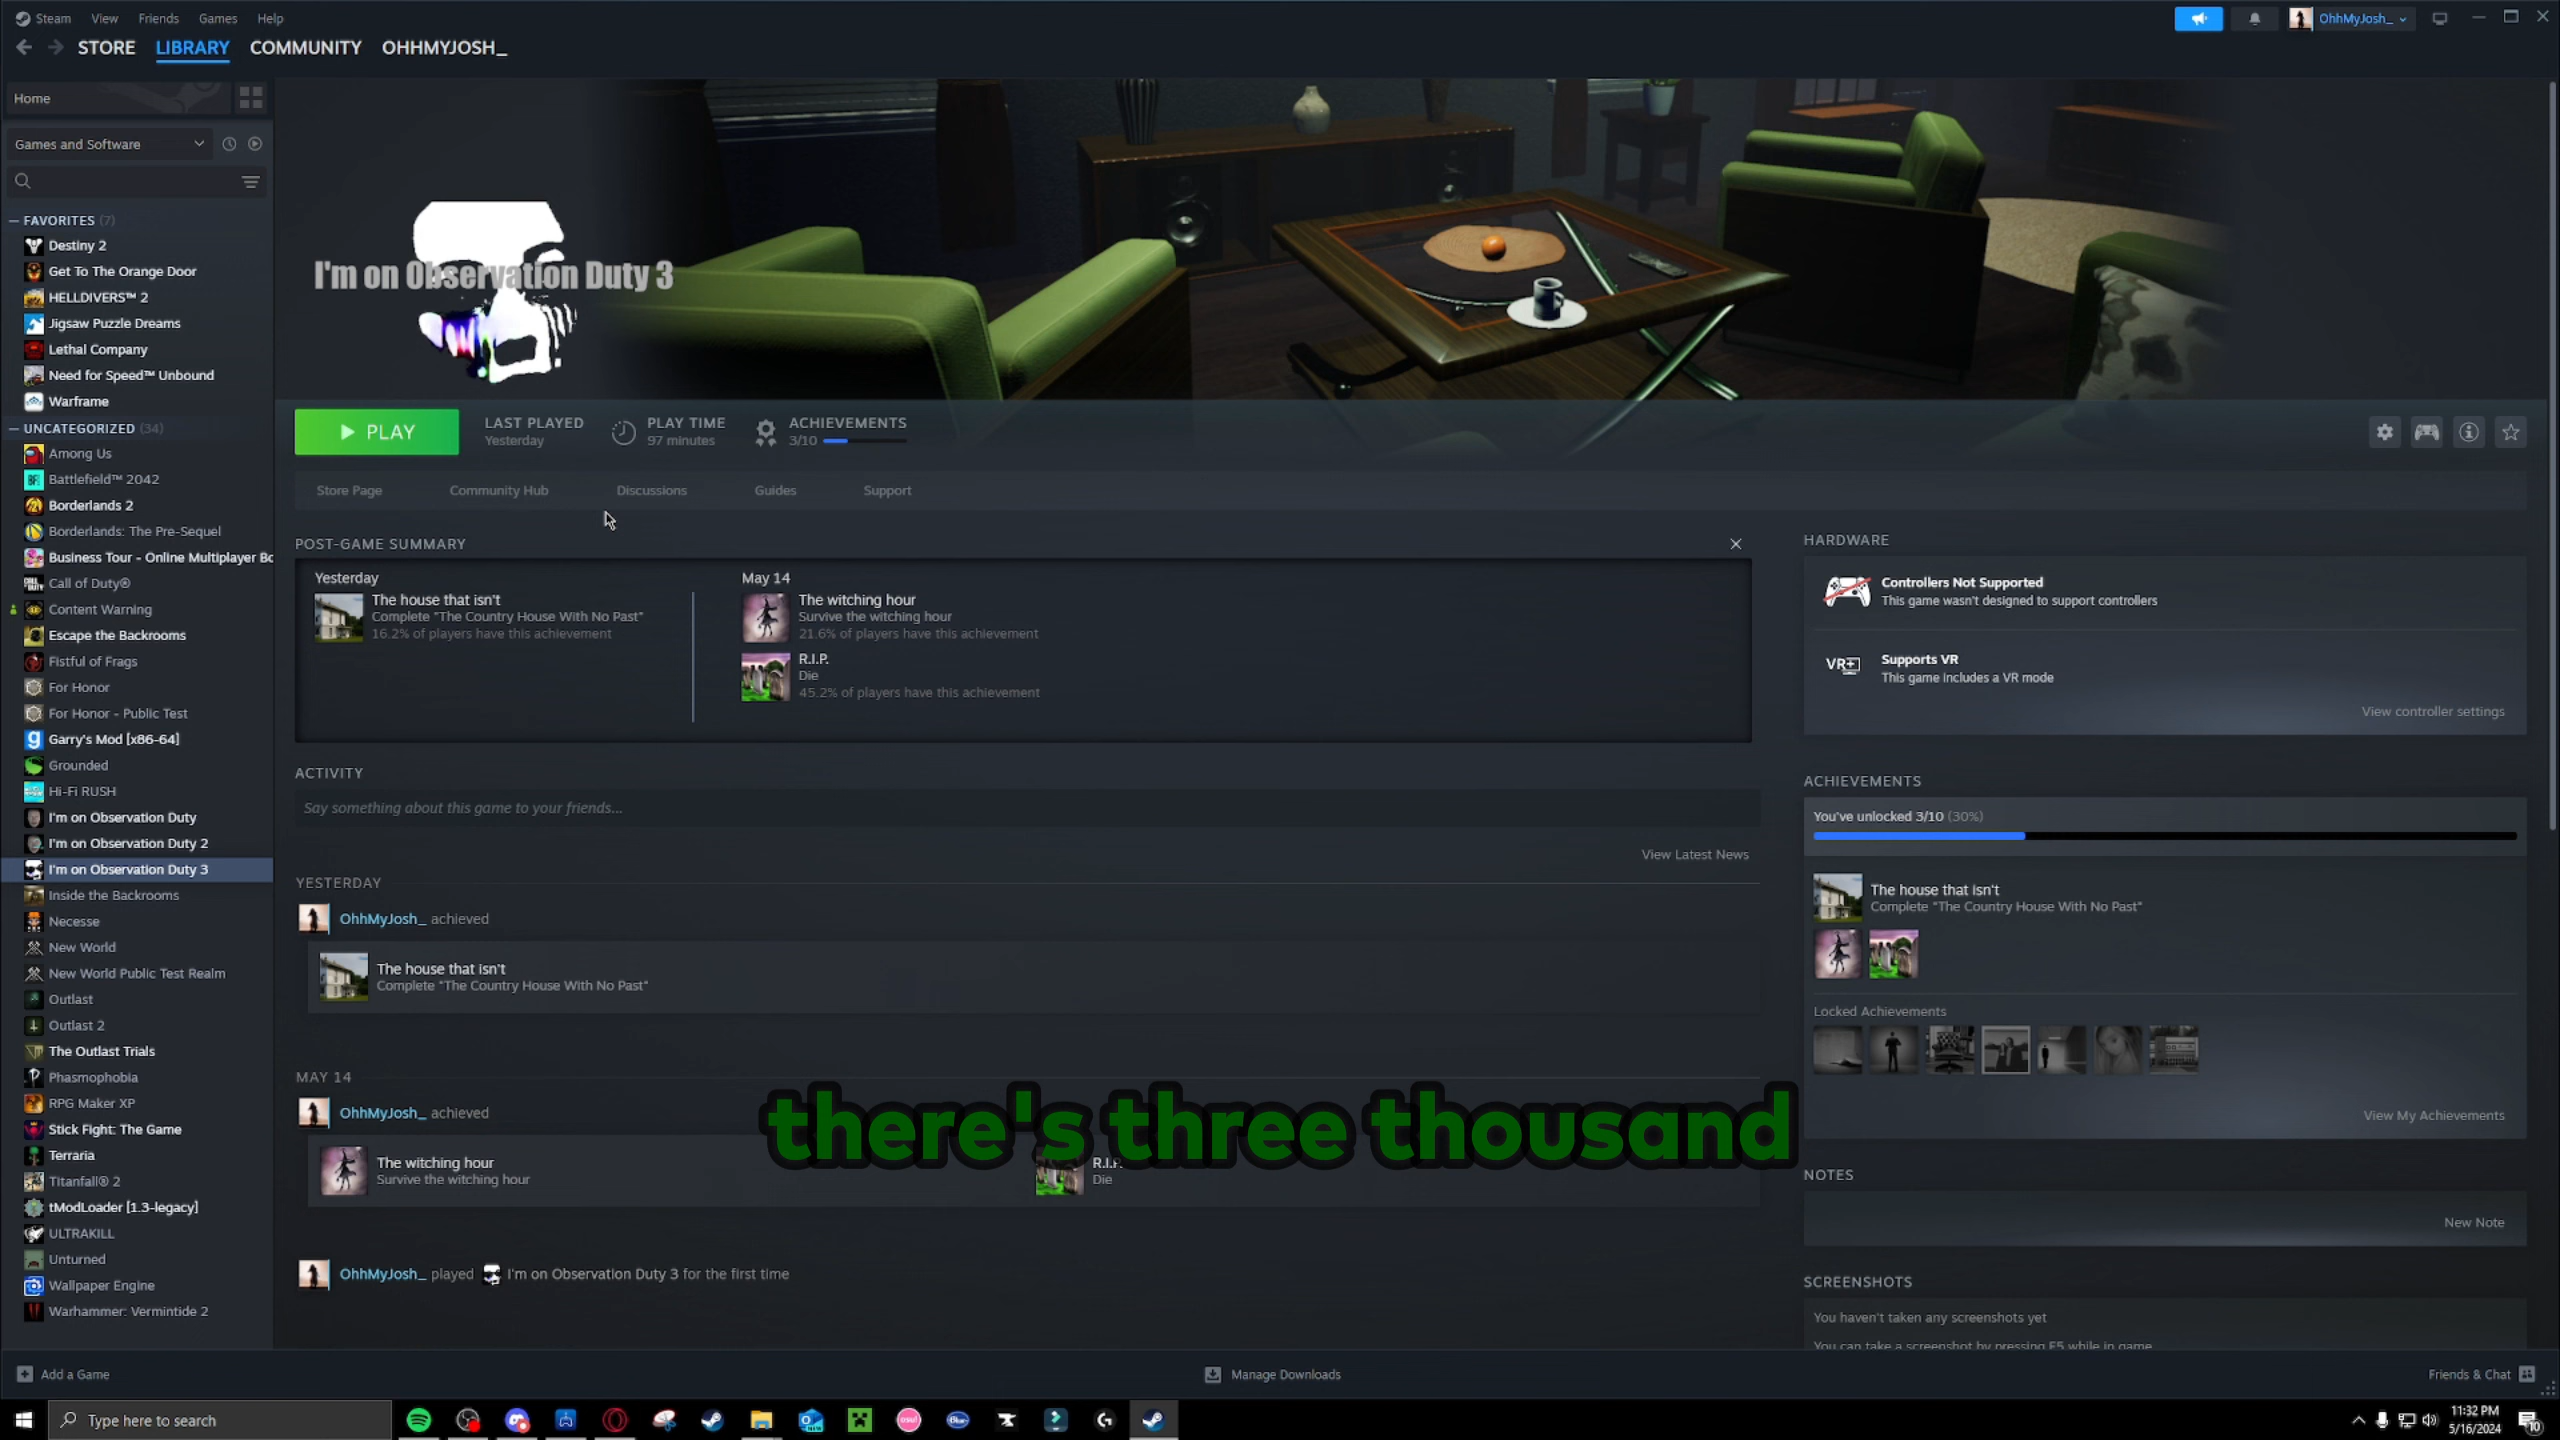 Steam View Friends Games Help
OhhMyJosh_
STORE LIBRARY COMMUNITY OHHMYJOSH_
Home
Games and Software
FAVORITES (7)
Destiny 2
Get To The Orange Door
HELLDIVERS™ 2
Jigsaw Puzzle Dreams
Lethal Company
Need for Speed™ Unbound
Warframe
UNCATEGORIZED (34)
Among Us
Battlefield™ 2042
Borderlands 2
Borderlands: The Pre-Sequel
Business Tour - Online Multiplayer Bo
Call of Duty®
Content Warning
Escape the Backrooms
Fistful of Frags
For Honor
For Honor - Public Test
Garry's Mod [x86-64]
Grounded
Hi-Fi RUSH
I'm on Observation Duty
I'm on Observation Duty 2
I'm on Observation Duty 3
Inside the Backrooms
Necesse
New World
New World Public Test Realm
Outlast
Outlast 2
The Outlast Trials
Phasmophobia
RPG Maker XP
Stick Fight: The Game
Terraria
Titanfall® 2
tModLoader [1.3-legacy]
ULTRAKILL
Unturned
Wallpaper Engine
Warhammer: Vermintide 2
I'm on Observation Duty 3
PLAY
LAST PLAYED
Yesterday
PLAY TIME
97 minutes
ACHIEVEMENTS
3/10
Store Page Community Hub Discussions Guides Support
POST-GAME SUMMARY
Yesterday
The house that isn't
Complete "The Country House With No Past"
16.2% of players have this achievement
May 14
The witching hour
Survive the witching hour
21.6% of players have this achievement
R.I.P.
Die
45.2% of players have this achievement
ACTIVITY
Say something about this game to your friends...
View Latest News
YESTERDAY
OhhMyJosh_ achieved
The house that isn't
Complete "The Country House With No Past"
MAY 14
OhhMyJosh_ achieved
The witching hour
Survive the witching hour
R.I.P.
Die
there's three thousand
OhhMyJosh_ played I'm on Observation Duty 3 for the first time
HARDWARE
Controllers Not Supported
This game wasn't designed to support controllers
VR
Supports VR
This game includes a VR mode
View controller settings
ACHIEVEMENTS
You've unlocked 3/10 (30%)
The house that isn't
Complete "The Country House With No Past"
Locked Achievements
View My Achievements
NOTES
New Note
SCREENSHOTS
You haven't taken any screenshots yet
You can take a screenshot by pressing F5 while in game
Add a Game
Manage Downloads
Friends & Chat
Type here to search
11:32 PM
5/16/2024
10